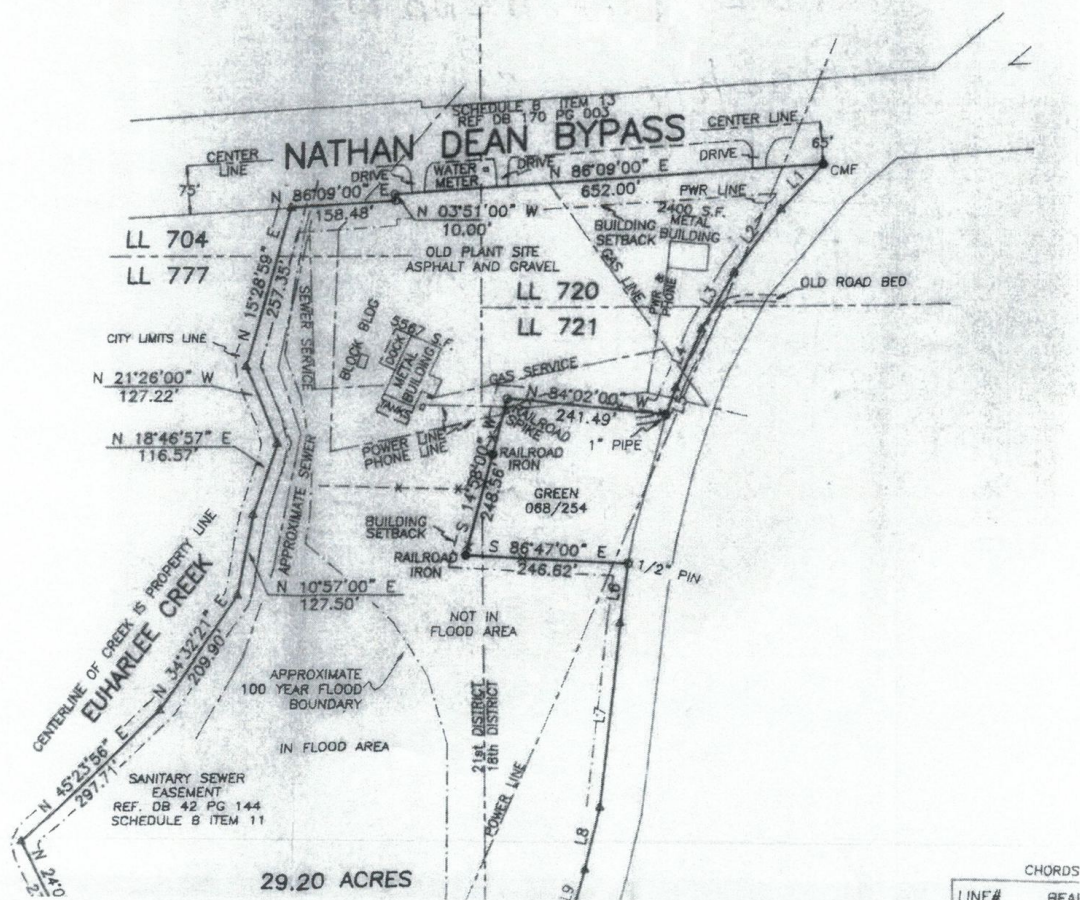 SCHEDULE B ITEM 13
REF DB 170 PG 003
NATHAN DEAN BYPASS
CENTER LINE
65'
CENTER
LINE
75'
DRIVE
WATER
METER
DRIVE
DRIVE
CMF
N 86°09'00" E
652.00'
N 86°09'00" E
158.48'
N 03°51'00" W
10.00'
PWR LINE
L1
L2
2400 S.F.
METAL
BUILDING
BUILDING
SETBACK
LL 704
LL 777
OLD PLANT SITE
ASPHALT AND GRAVEL
GAS LINE
PWR &
PHONE
L3
OLD ROAD BED
LL 720
LL 721
N 15°28'59" E
257.35'
SEWER SERVICE
CITY LIMITS LINE
BLOCK BLDG
5567
DOCK
METAL
BUILDING
TANKS
GAS SERVICE
L4
N 21°26'00" W
127.22'
N 84°02'00" W
241.49'
RAILROAD
SPIKE
1" PIPE
N 18°46'57" E
116.57'
POWER LINE
PHONE LINE
RAILROAD
IRON
S 14°58'00" W
248.56'
APPROXIMATE SEWER
GREEN
068/254
BUILDING
SETBACK
RAILROAD
IRON
S 86°47'00" E
246.62'
1/2" PIN
L6
N 10°57'00" E
127.50'
CENTERLINE OF CREEK IS PROPERTY LINE
EUHARLEE CREEK
N 34°32'21" E
209.90'
NOT IN
FLOOD AREA
APPROXIMATE
100 YEAR FLOOD
BOUNDARY
21st DISTRICT
18th DISTRICT
L7
IN FLOOD AREA
N 45°23'56" E
297.71'
SANITARY SEWER
EASEMENT
REF. DB 42 PG 144
SCHEDULE B ITEM 11
POWER LINE
L8
N 24°0
2
29.20 ACRES
L9
CHORDS
LINE#
BEA